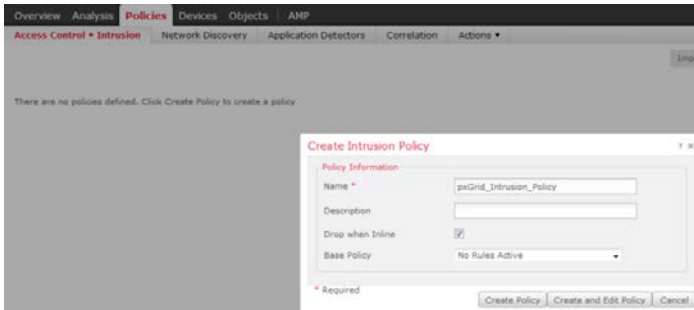 Overview Analysis Policies Devices Objects AMP
Access Control • Intrusion Network Discovery Application Detectors Correlation Actions ▾
There are no policies defined. Click Create Policy to create a policy
Create Intrusion Policy ? x
Policy Information
Name * pxGrid_Intrusion_Policy
Description
Drop when Inline
Base Policy No Rules Active
* Required
Create Policy Create and Edit Policy Cancel